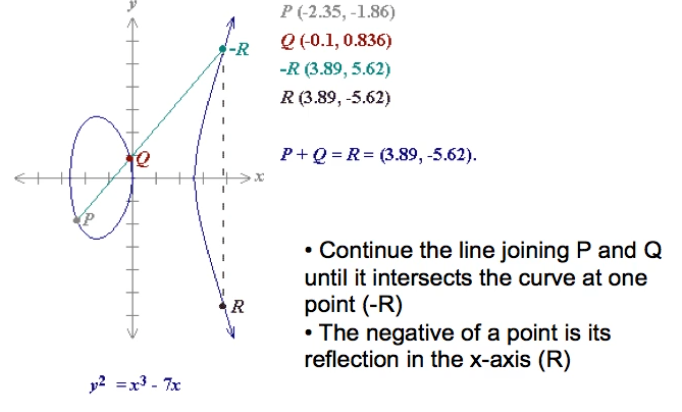 y
P (-2.35, -1.86)
-R
Q (-0.1, 0.836)
-R (3.89, 5.62)
R (3.89, -5.62)
Q
P + Q = R = (3.89, -5.62).
x
P
• Continue the line joining P and Q
until it intersects the curve at one
point (-R)
R
• The negative of a point is its
reflection in the x-axis (R)
y² = x³ - 7x